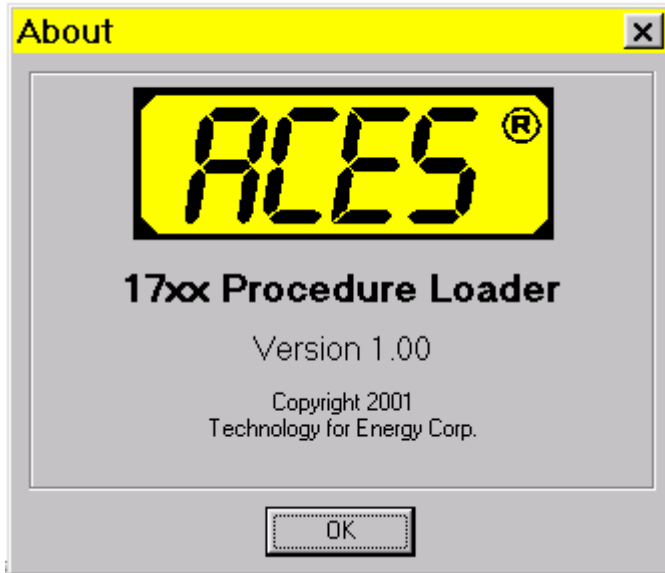 About
ACES®
17xx Procedure Loader
Version 1.00
Copyright 2001
Technology for Energy Corp.
OK